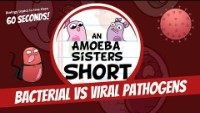 60 SECONDS!
AN
AMOEBA
SISTERS
SHORT
BACTERIAL VS VIRAL PATHOGENS